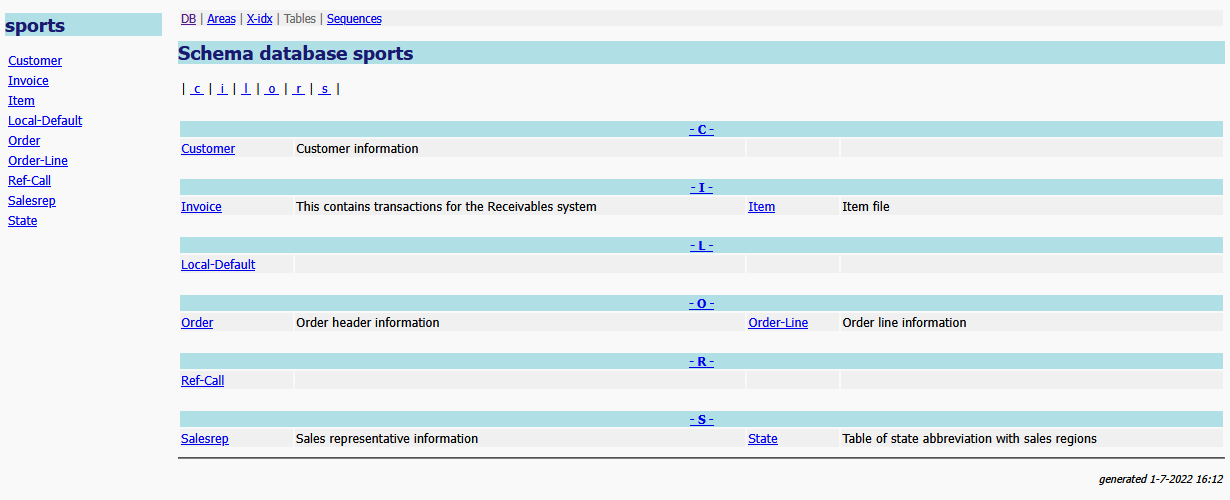 sports
Customer
Invoice
Item
Local-Default
Order
Order-Line
Ref-Call
Salesrep
State
DB | Areas | X-idx | Tables | Sequences
Schema database sports
| c | i | l | o | r | s |
- C -
Customer Customer information
- I -
Invoice This contains transactions for the Receivables system Item Item file
- L -
Local-Default
- O -
Order Order header information Order-Line Order line information
- R -
Ref-Call
- S -
Salesrep Sales representative information State Table of state abbreviation with sales regions
generated 1-7-2022 16:12